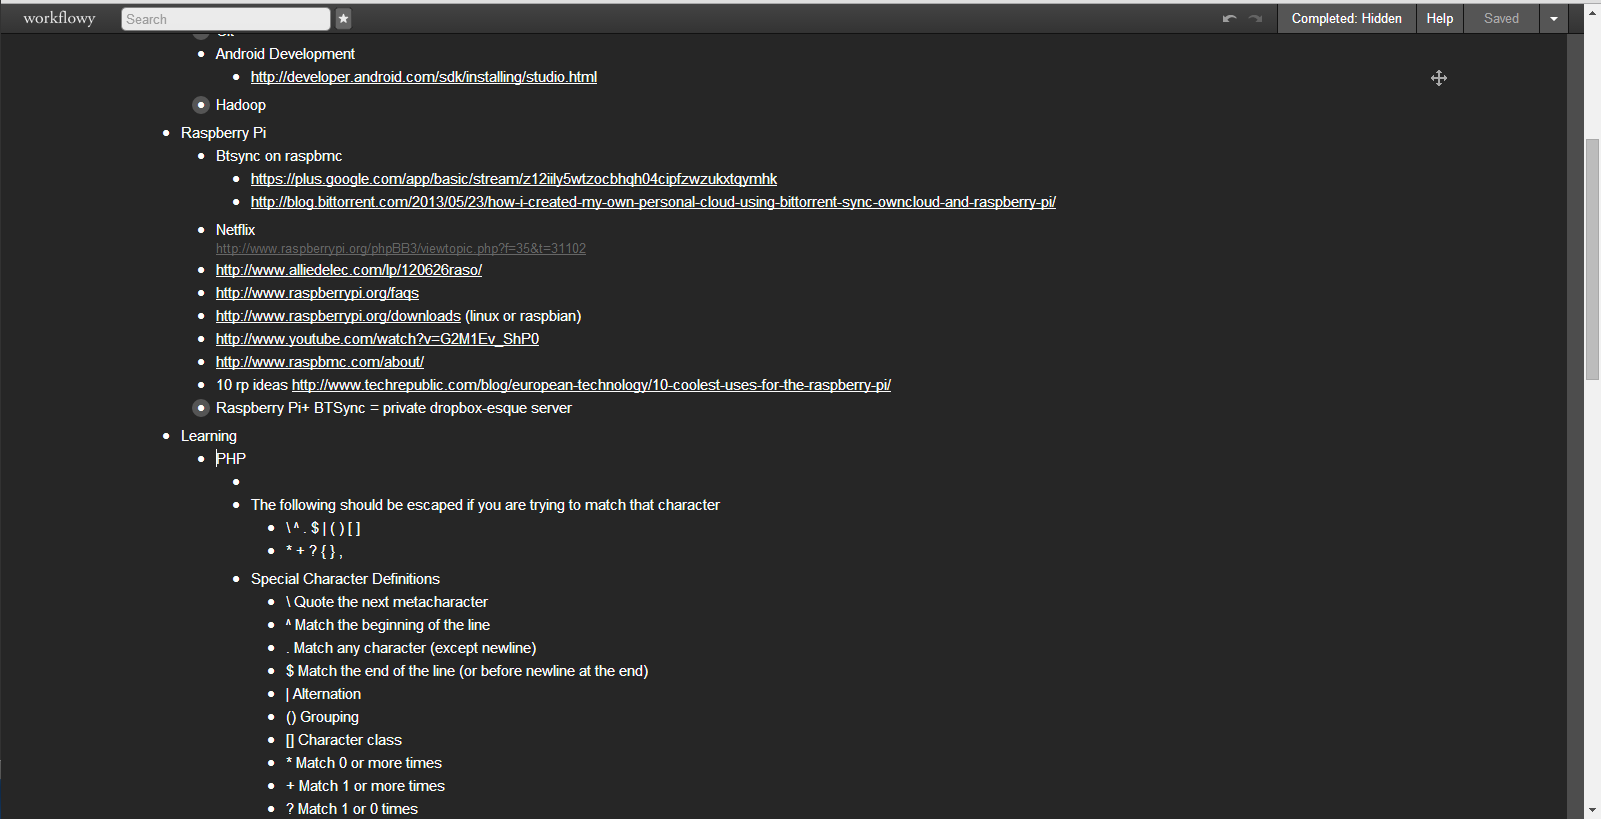 workflowy
Search
Completed: Hidden
Help
Saved
Git
Android Development
http://developer.android.com/sdk/installing/studio.html
Hadoop
Raspberry Pi
Btsync on raspbmc
https://plus.google.com/app/basic/stream/z12iily5wtzocbhqh04cipfzwzukxtqymhk
http://blog.bittorrent.com/2013/05/23/how-i-created-my-own-personal-cloud-using-bittorrent-sync-owncloud-and-raspberry-pi/
Netflix
http://www.raspberrypi.org/phpBB3/viewtopic.php?f=35&t=31102
http://www.alliedelec.com/lp/120626raso/
http://www.raspberrypi.org/faqs
http://www.raspberrypi.org/downloads (linux or raspbian)
http://www.youtube.com/watch?v=G2M1Ev_ShP0
http://www.raspbmc.com/about/
10 rp ideas http://www.techrepublic.com/blog/european-technology/10-coolest-uses-for-the-raspberry-pi/
Raspberry Pi+ BTSync = private dropbox-esque server
Learning
PHP
The following should be escaped if you are trying to match that character
\ ^ . $ | ( ) [ ]
* + ? { } ,
Special Character Definitions
\ Quote the next metacharacter
^ Match the beginning of the line
. Match any character (except newline)
$ Match the end of the line (or before newline at the end)
| Alternation
() Grouping
[] Character class
* Match 0 or more times
+ Match 1 or more times
? Match 1 or 0 times